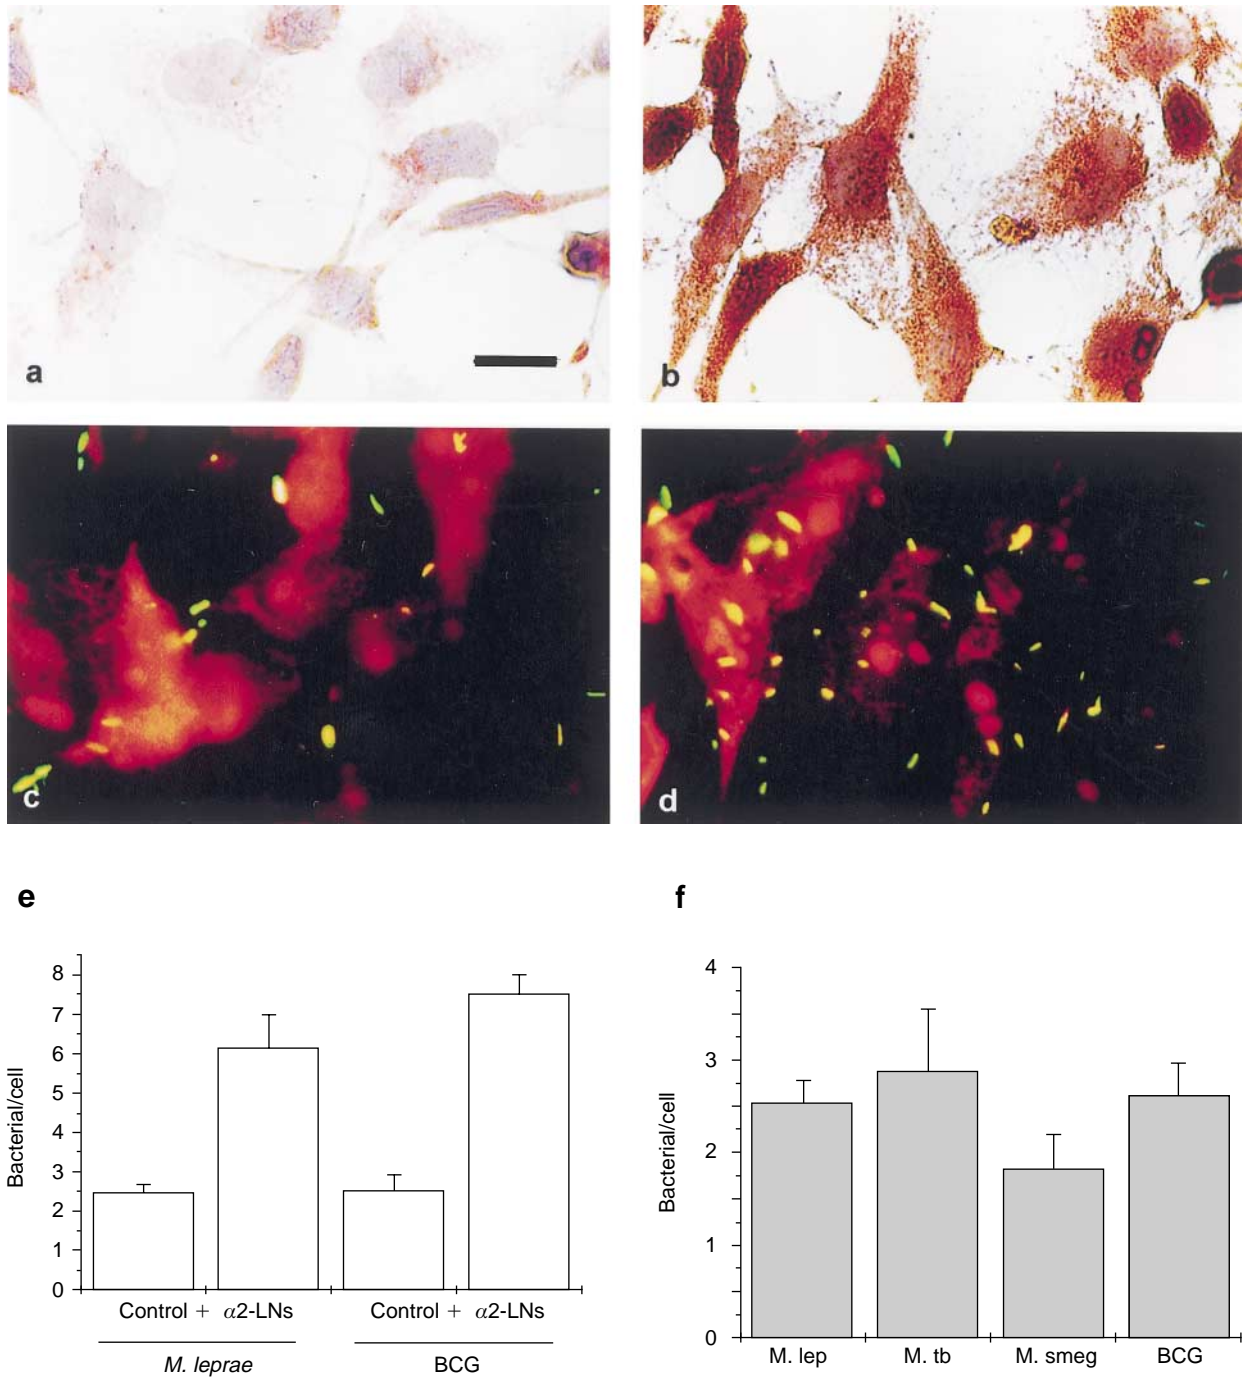 a
b
c
d
e
f
8
7
6
5
4
3
2
1
0
Bacterial/cell
Control + α2-LNs
Control + α2-LNs
M. leprae
BCG
4
3
2
1
0
Bacterial/cell
M. lep
M. tb
M. smeg
BCG